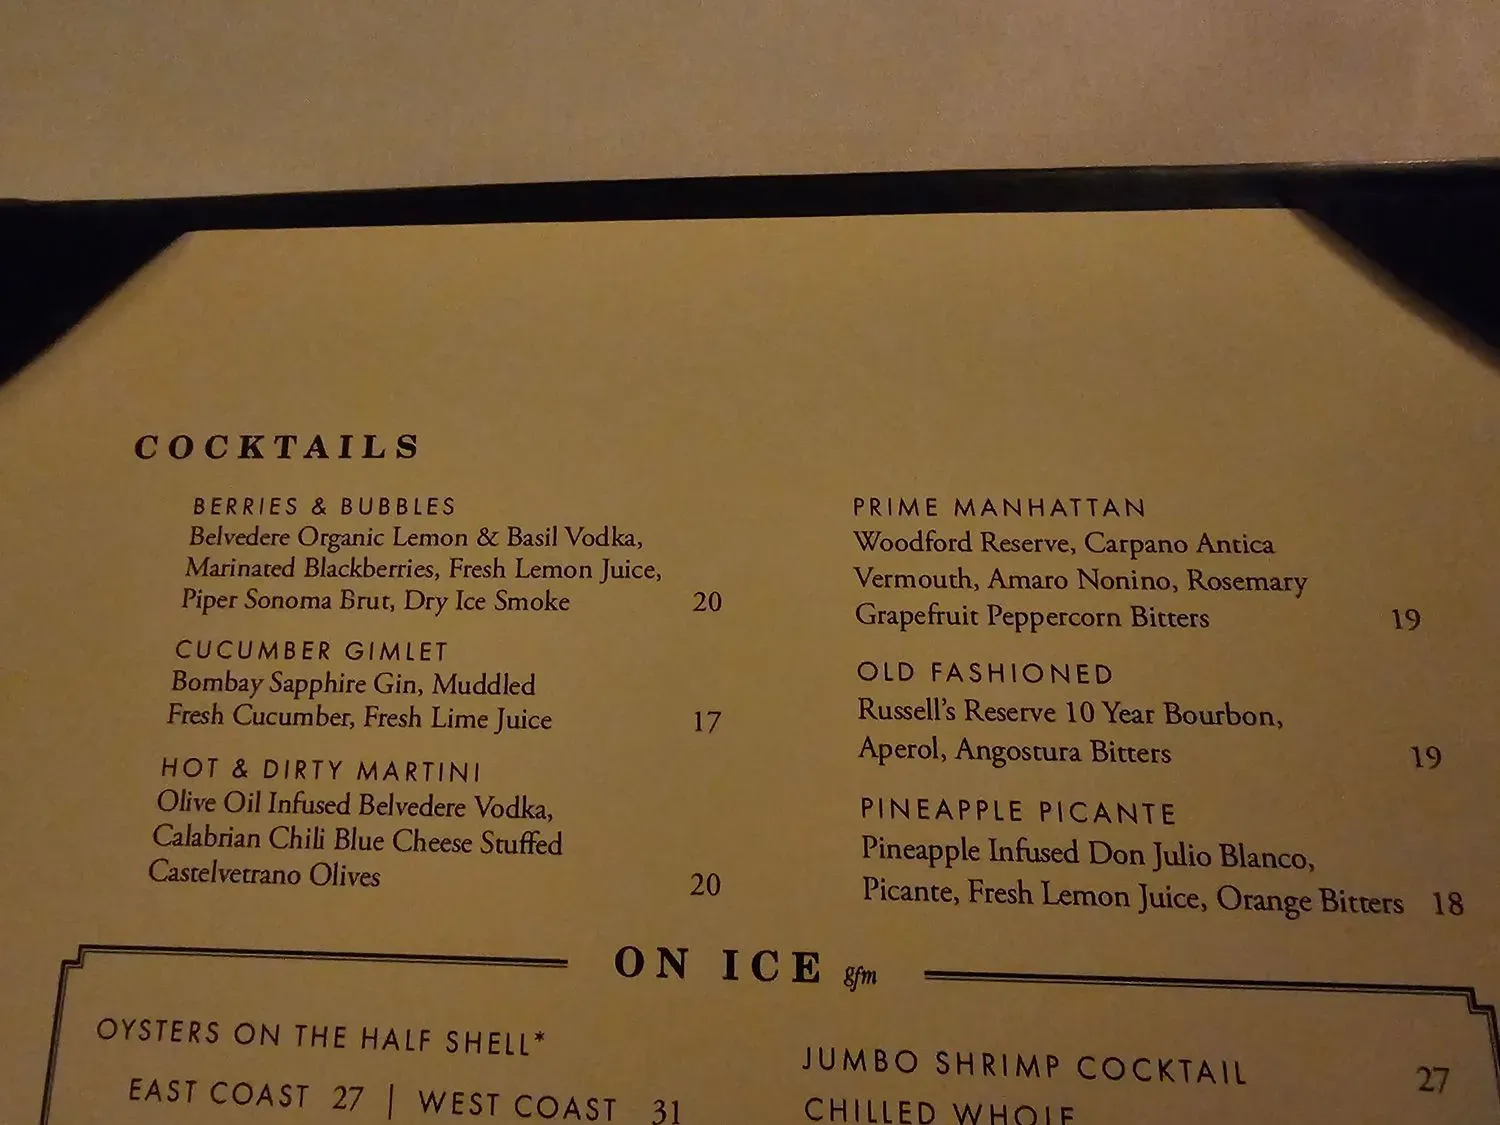 COCKTAILS
BERRIES & BUBBLES
Belvedere Organic Lemon & Basil Vodka,
Marinated Blackberries, Fresh Lemon Juice,
Piper Sonoma Brut, Dry Ice Smoke 20
CUCUMBER GIMLET
Bombay Sapphire Gin, Muddled
Fresh Cucumber, Fresh Lime Juice 17
HOT & DIRTY MARTINI
Olive Oil Infused Belvedere Vodka,
Calabrian Chili Blue Cheese Stuffed
Castelvetrano Olives 20
PRIME MANHATTAN
Woodford Reserve, Carpano Antica
Vermouth, Amaro Nonino, Rosemary
Grapefruit Peppercorn Bitters 19
OLD FASHIONED
Russell's Reserve 10 Year Bourbon,
Aperol, Angostura Bitters 19
PINEAPPLE PICANTE
Pineapple Infused Don Julio Blanco,
Picante, Fresh Lemon Juice, Orange Bitters 18
ON ICE gfm
OYSTERS ON THE HALF SHELL*
EAST COAST 27 | WEST COAST 31
JUMBO SHRIMP COCKTAIL 27
CHILLED WHOLE